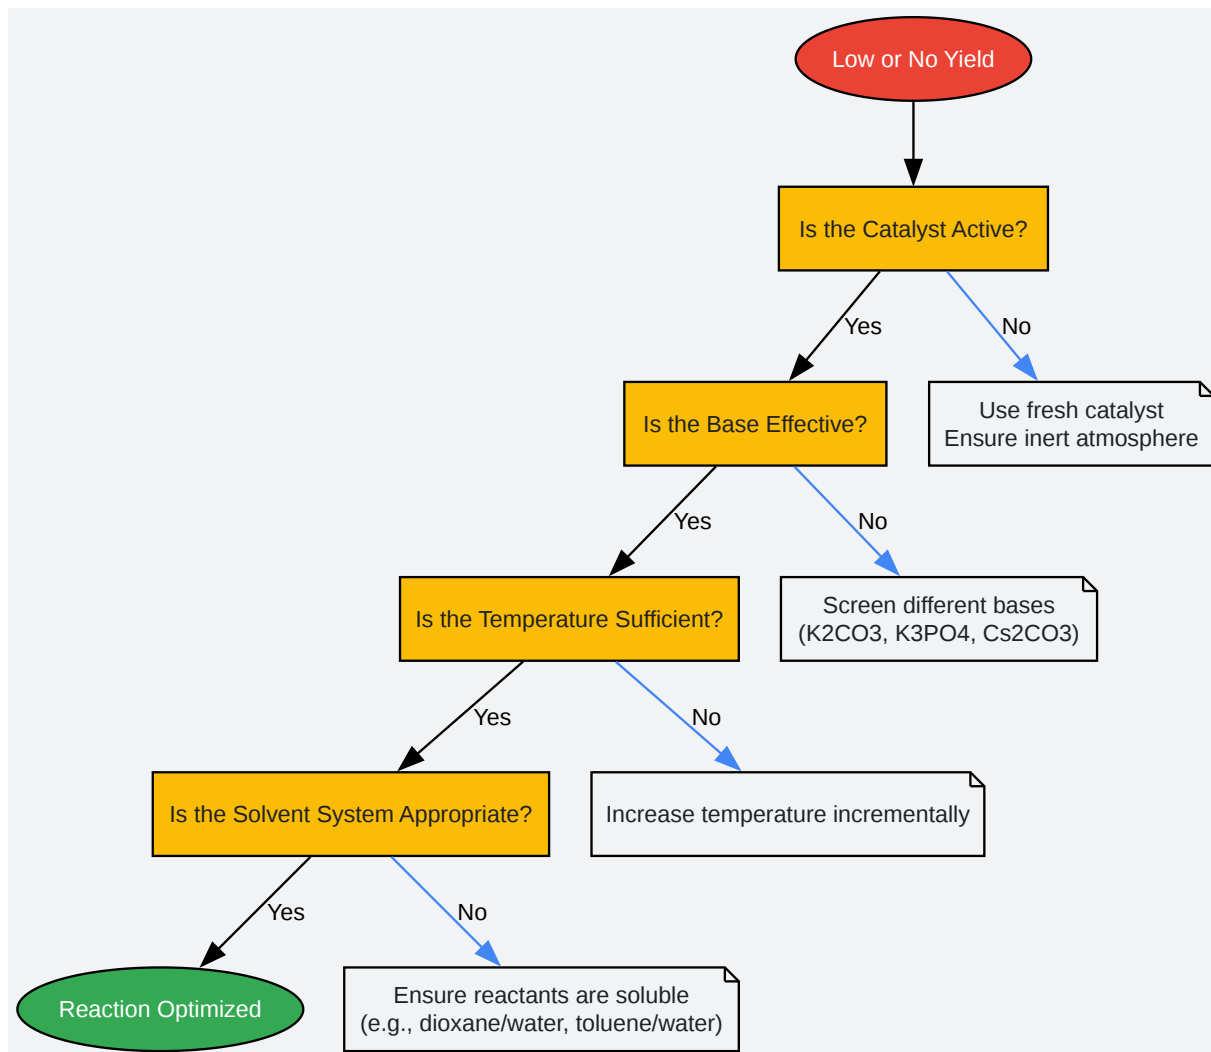 Low or No Yield
Is the Catalyst Active?
Yes
No
Is the Base Effective?
Use fresh catalyst
Ensure inert atmosphere
Yes
No
Is the Temperature Sufficient?
Screen different bases
(K2CO3, K3PO4, Cs2CO3)
Yes
No
Is the Solvent System Appropriate?
Increase temperature incrementally
Yes
No
Reaction Optimized
Ensure reactants are soluble
(e.g., dioxane/water, toluene/water)